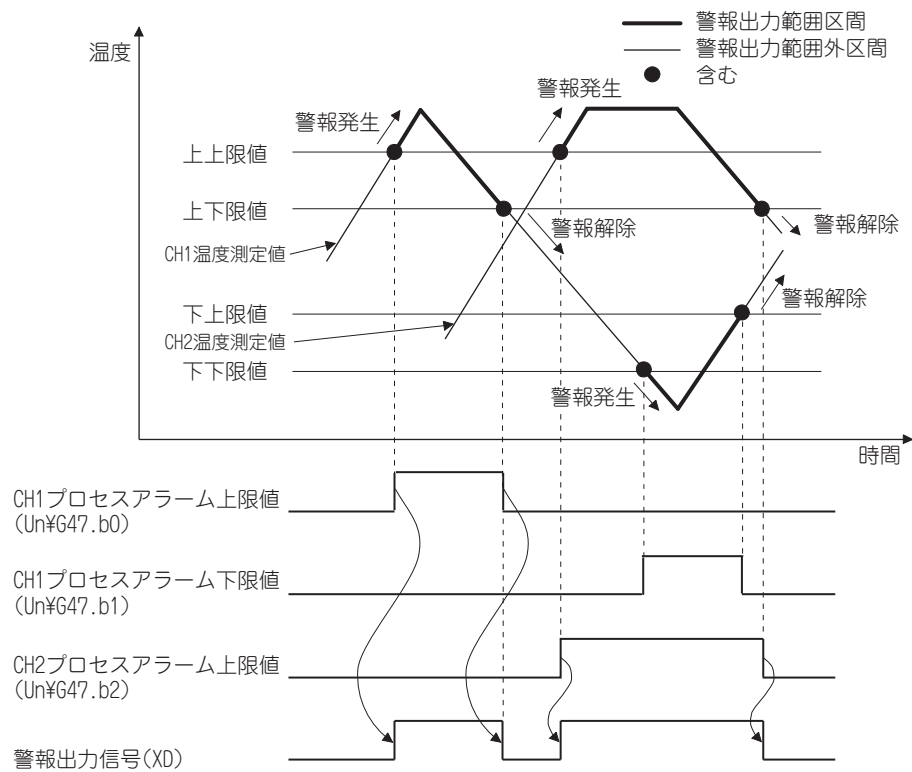 警報出力範囲区間
警報出力範囲外区間
含む
温度
警報発生
警報発生
上上限値
上下限値
警報解除
警報解除
CH1温度測定値
警報解除
下上限値
CH2温度測定値
下下限値
警報発生
時間
CH1プロセスアラーム上限値
(Un¥G47.b0)
CH1プロセスアラーム下限値
(Un¥G47.b1)
CH2プロセスアラーム上限値
(Un¥G47.b2)
警報出力信号(XD)